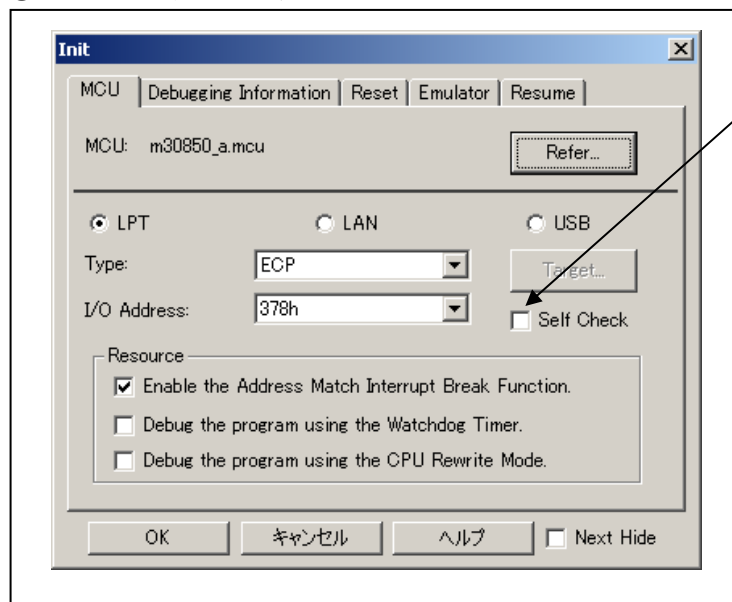 Init
MCU Debugging Information Reset Emulator Resume
MCU: m30850_a.mcu Refer...
LPT LAN USB
Type: ECP Target...
I/O Address: 378h Self Check
Resource
Enable the Address Match Interrupt Break Function.
Debug the program using the Watchdog Timer.
Debug the program using the CPU Rewrite Mode.
OK キャンセル ヘルプ Next Hide